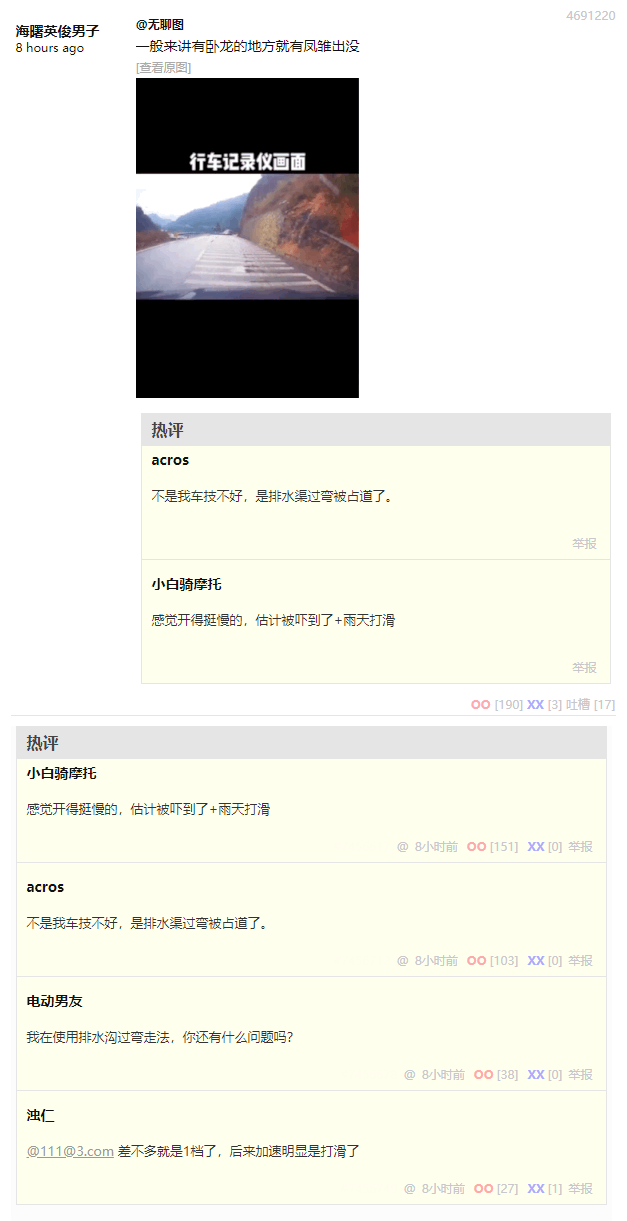 4691220
海曙英俊男子
8 hours ago
@无聊图
一般来讲有卧龙的地方就有凤雏出没
[查看原图]
行车记录仪画面
热评
acros
不是我车技不好，是排水渠过弯被占道了。
举报
小白骑摩托
感觉开得挺慢的，估计被吓到了+雨天打滑
举报
OO [190] XX [3] 吐槽 [17]
热评
小白骑摩托
感觉开得挺慢的，估计被吓到了+雨天打滑
@ 8小时前 OO [151] XX [0] 举报
acros
不是我车技不好，是排水渠过弯被占道了。
@ 8小时前 OO [103] XX [0] 举报
电动男友
我在使用排水沟过弯走法，你还有什么问题吗？
@ 8小时前 OO [38] XX [0] 举报
浊仁
@111@3.com 差不多就是1档了，后来加速明显是打滑了
@ 8小时前 OO [27] XX [1] 举报